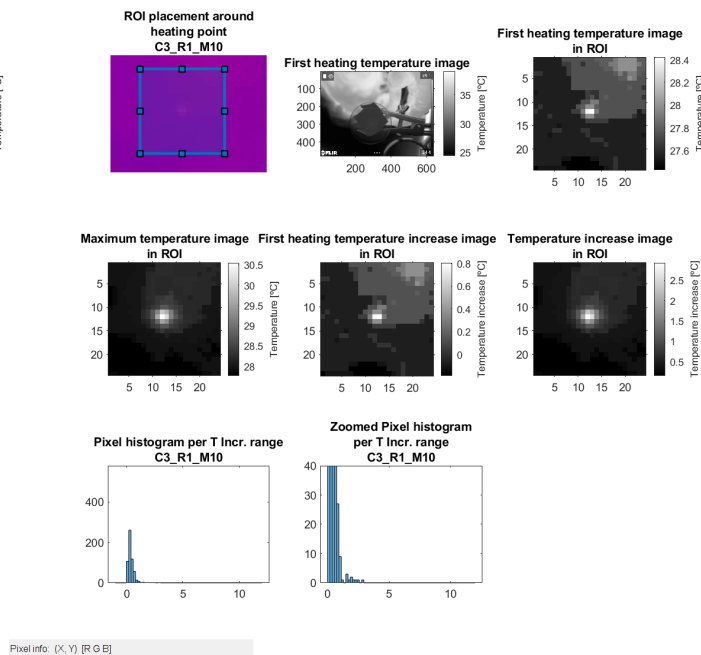 ROI placement around
heating point
C3_R1_M10
First heating temperature image
100
200
300
400
200 400 600
35
30
25
Temperature [ºC]
FLIR
First heating temperature image
in ROI
5
10
15
20
5 10 15 20
28.4
28.2
28
27.8
27.6
Temperature [ºC]
Maximum temperature image
in ROI
5
10
15
20
5 10 15 20
30.5
30
29.5
29
28.5
28
Temperature [ºC]
First heating temperature increase image
in ROI
5
10
15
20
5 10 15 20
0.8
0.6
0.4
0.2
0
Temperature increase [ºC]
Temperature increase image
in ROI
5
10
15
20
5 10 15 20
2.5
2
1.5
1
0.5
Temperature increase [ºC]
Pixel histogram per T Incr. range
C3_R1_M10
400
200
0
0 5 10
Zoomed Pixel histogram
per T Incr. range
C3_R1_M10
40
30
20
10
0
0 5 10
Pixel info: (X, Y) [R G B]